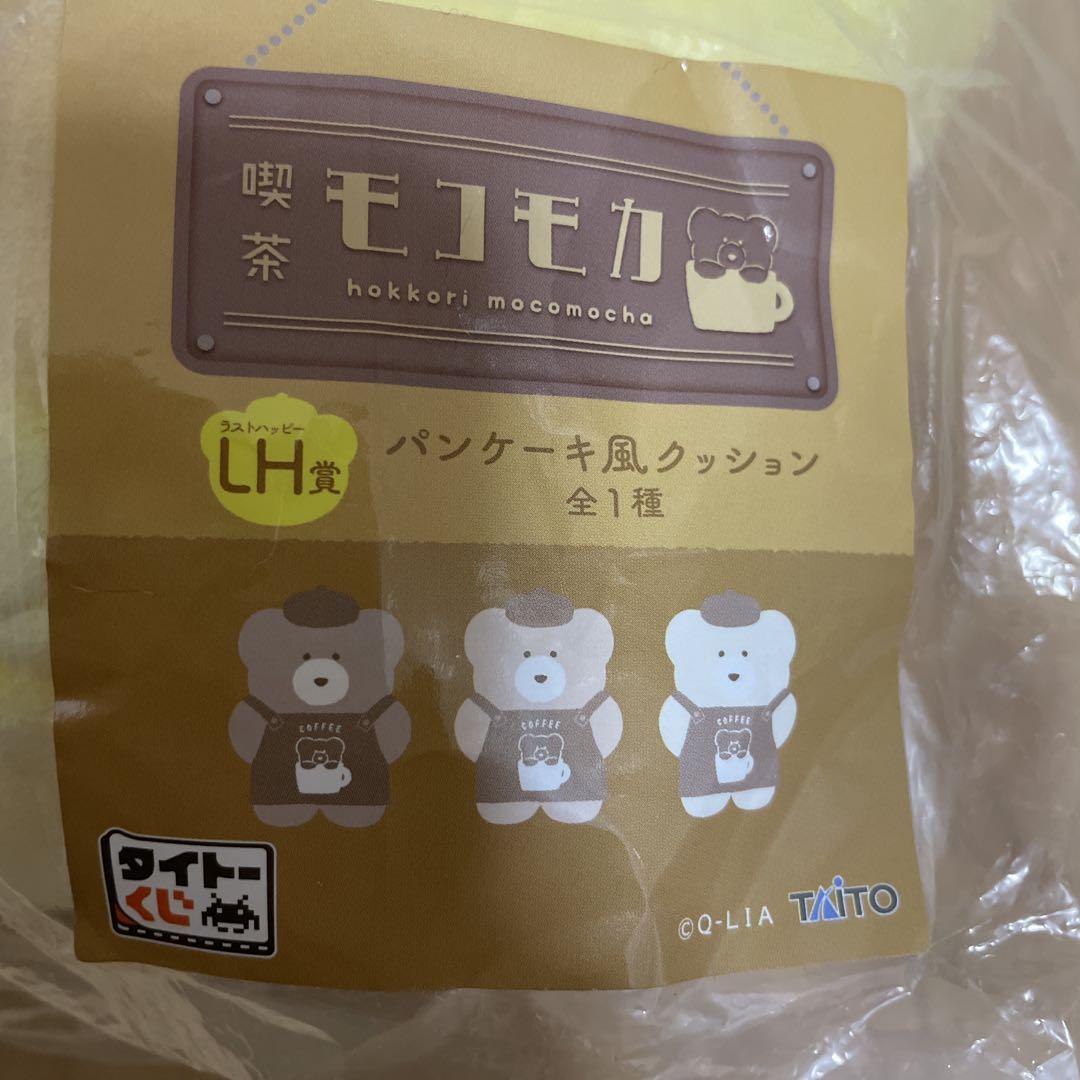 喫茶 モコモカ
hokkori mocomocha
ラストハッピー
LH賞
パンケーキ風クッション
全1種
COFFEE
COFFEE
COFFEE
タイトー
くじ
©Q-LIA
TAITO